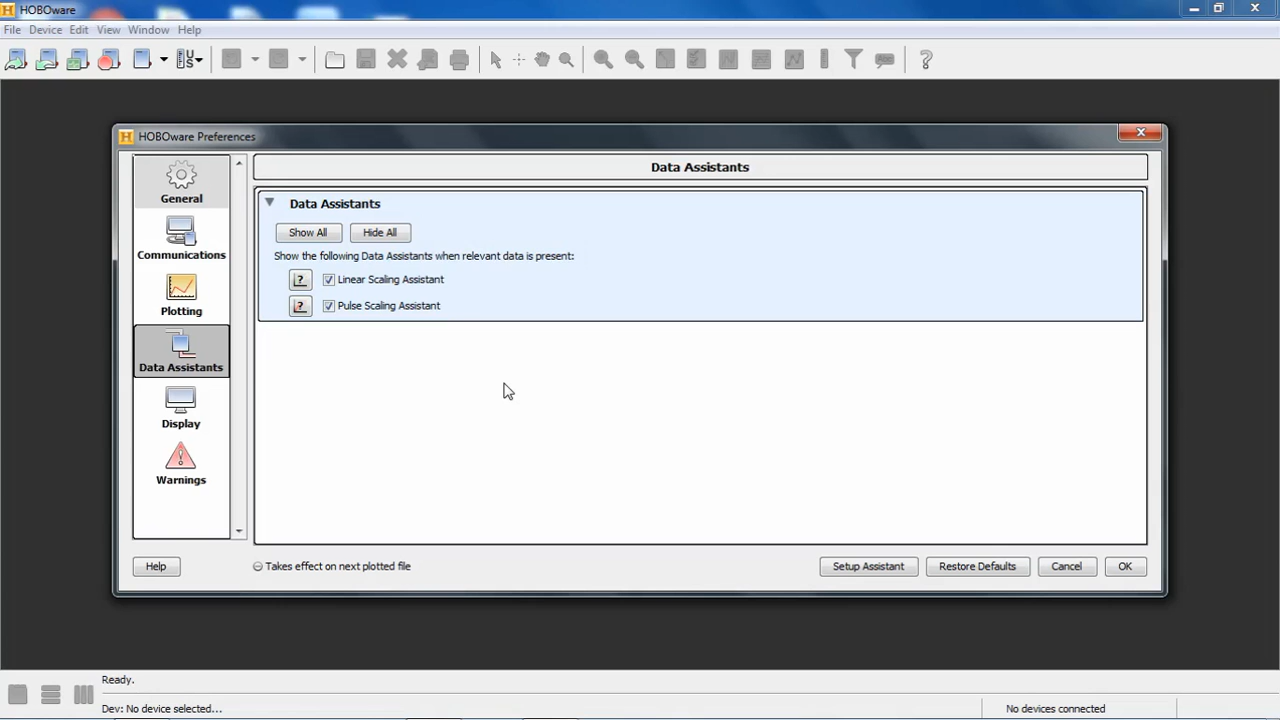 HOBOware
File Device Edit View Window Help
HOBOware Preferences
General
Communications
Plotting
Data Assistants
Display
Warnings
Data Assistants
Data Assistants
Show All Hide All
Show the following Data Assistants when relevant data is present:
Linear Scaling Assistant
Pulse Scaling Assistant
Help
Takes effect on next plotted file
Setup Assistant Restore Defaults Cancel OK
Ready.
Dev: No device selected...
No devices connected